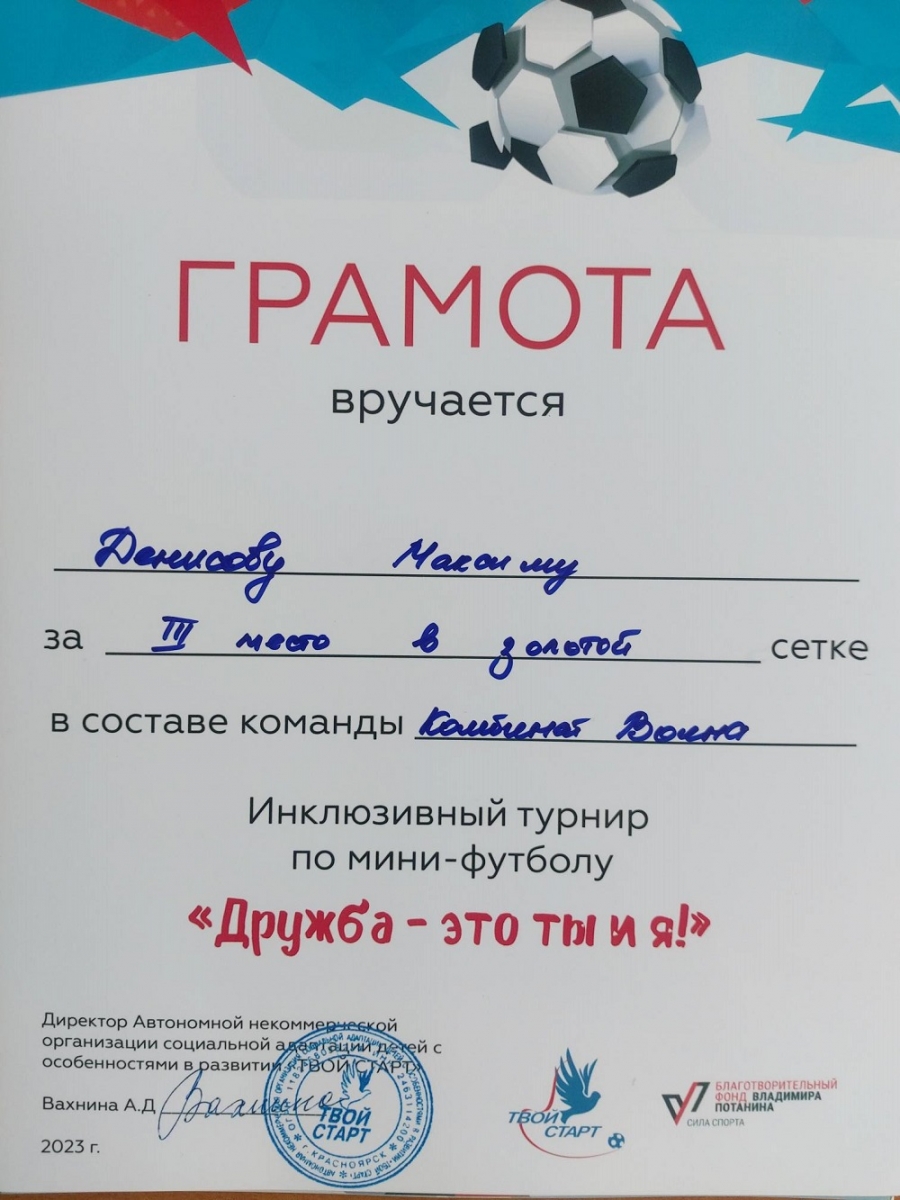 ГРАМОТА
вручается
Денисову Максиму
за III место в золотой сетке
в составе команды Комбинат Волна
Инклюзивный турнир
по мини-футболу
«Дружба - это ты и я!»
Директор Автономной некоммерческой
организации социальной адаптации детей с
особенностями в развитии «ТВОЙ СТАРТ»
Вахнина А.Д
2023 г.
ТВОЙ
СТАРТ
г. КРАСНОЯРСК
ТВОЙ
СТАРТ
БЛАГОТВОРИТЕЛЬНЫЙ
ФОНД ВЛАДИМИРА
ПОТАНИНА
СИЛА СПОРТА